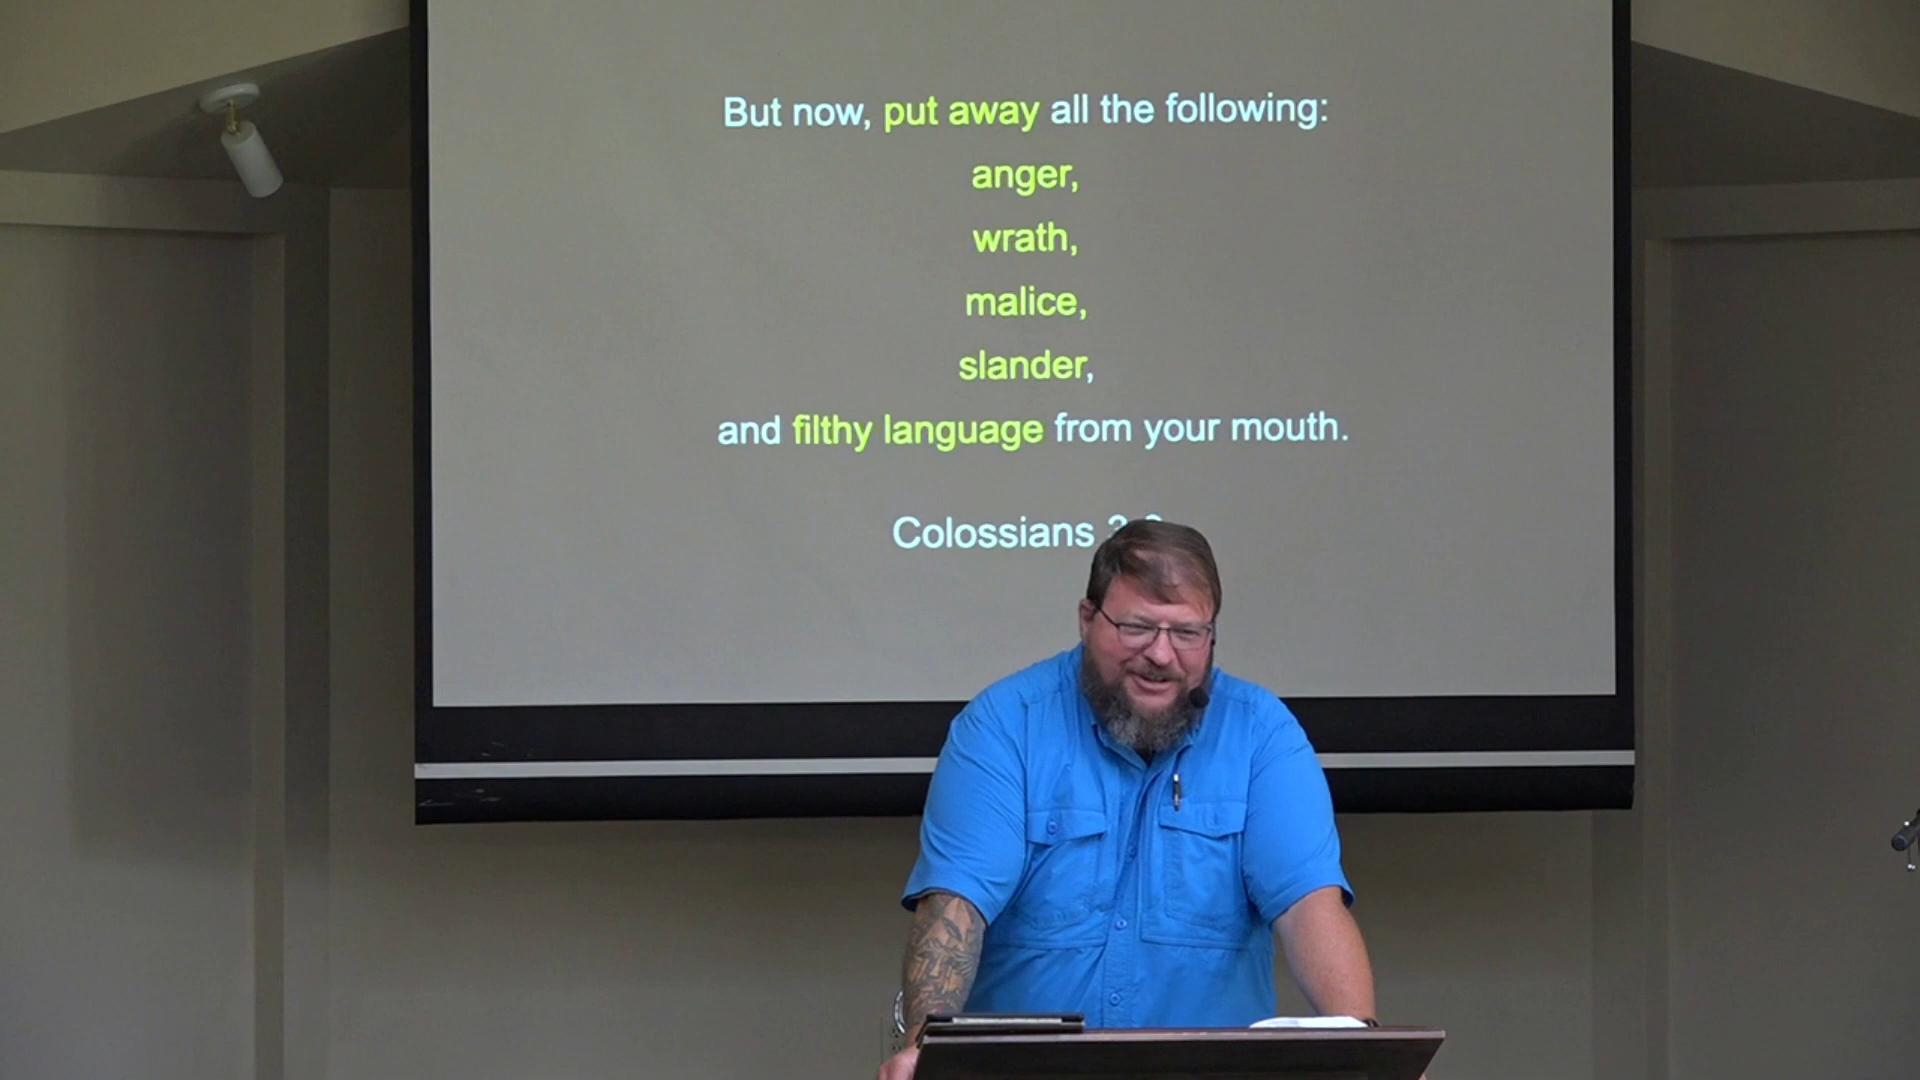 But now, put away all the following:
anger,
wrath,
malice,
slander,
and filthy language from your mouth.
Colossians